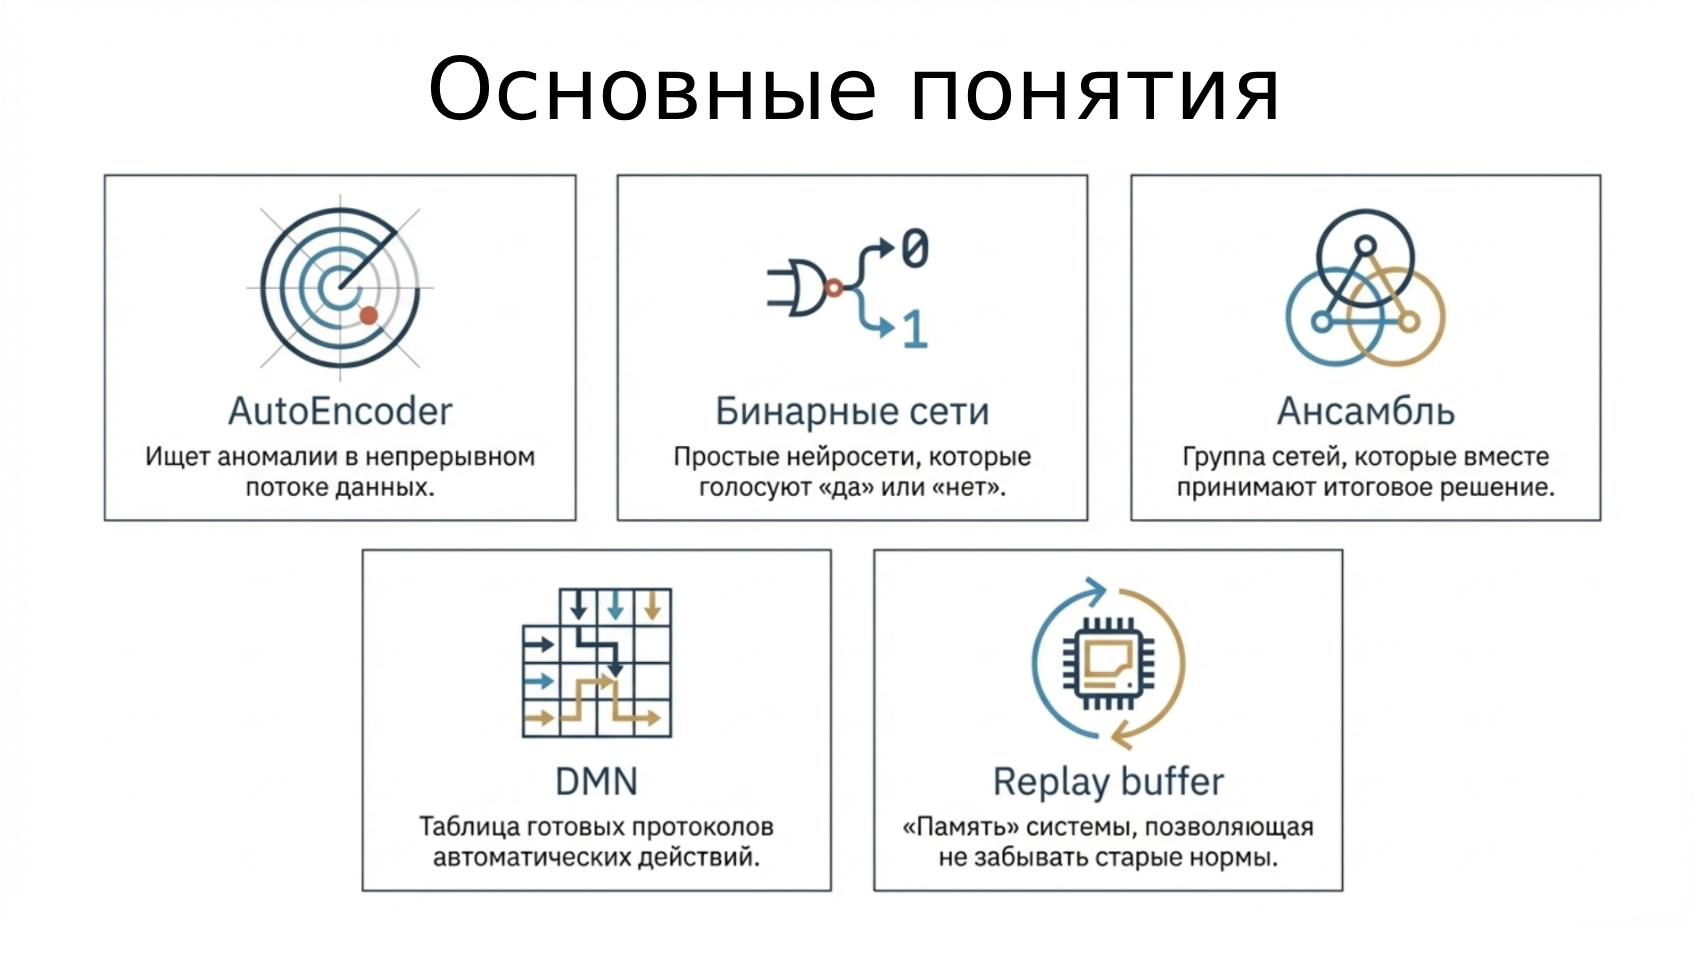 Основные понятия
0
1
AutoEncoder
Ищет аномалии в непрерывном
потоке данных.
Бинарные сети
Простые нейросети, которые
голосуют «да» или «нет».
Ансамбль
Группа сетей, которые вместе
принимают итоговое решение.
DMN
Таблица готовых протоколов
автоматических действий.
Replay buffer
«Память» системы, позволяющая
не забывать старые нормы.